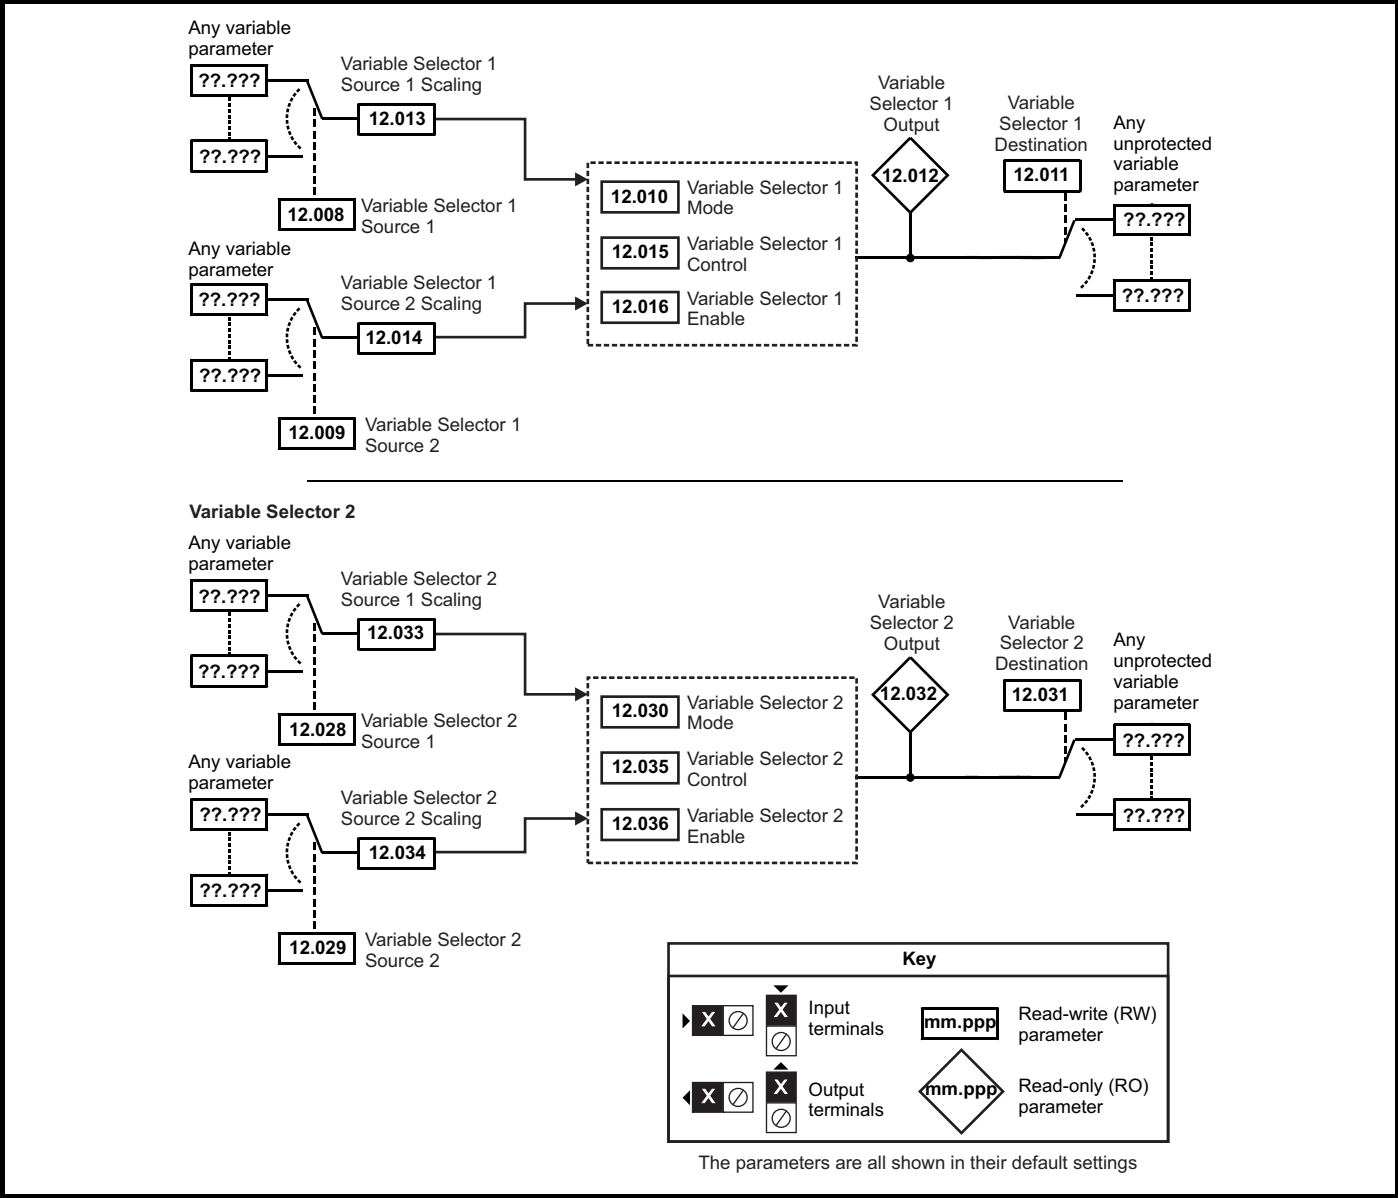 Any variable
parameter
??.???
??.???
Variable Selector 1
Source 1 Scaling
12.013
12.008
Variable Selector 1
Source 1
Any variable
parameter
??.???
??.???
Variable Selector 1
Source 2 Scaling
12.014
12.009
Variable Selector 1
Source 2
12.010
Variable Selector 1
Mode
12.015
Variable Selector 1
Control
12.016
Variable Selector 1
Enable
Variable
Selector 1
Output
12.012
Variable
Selector 1
Destination
12.011
Any
unprotected
variable
parameter
??.???
??.???
Variable Selector 2
Any variable
parameter
??.???
??.???
Variable Selector 2
Source 1 Scaling
12.033
12.028
Variable Selector 2
Source 1
Any variable
parameter
??.???
??.???
Variable Selector 2
Source 2 Scaling
12.034
12.029
Variable Selector 2
Source 2
12.030
Variable Selector 2
Mode
12.035
Variable Selector 2
Control
12.036
Variable Selector 2
Enable
Variable
Selector 2
Output
12.032
Variable
Selector 2
Destination
12.031
Any
unprotected
variable
parameter
??.???
??.???
Key
X
X
Input
terminals
mm.ppp
Read-write (RW)
parameter
X
X
Output
terminals
mm.ppp
Read-only (RO)
parameter
The parameters are all shown in their default settings